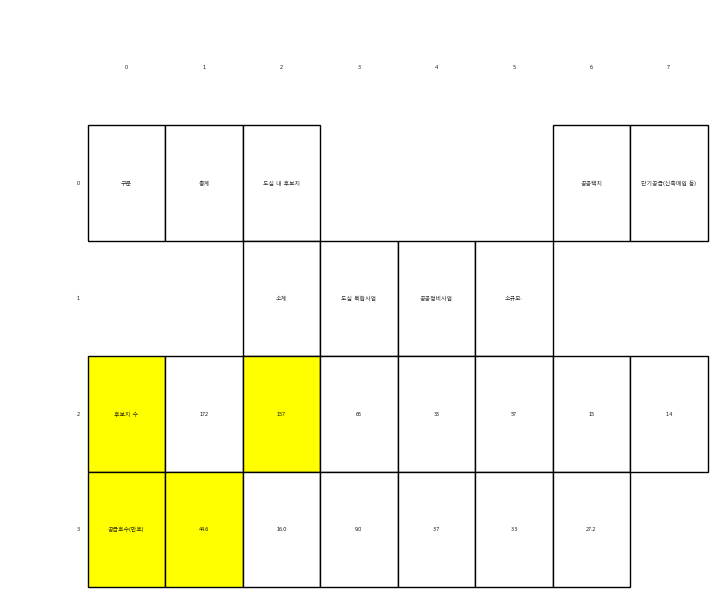 0 1 2 3 4 5 6 7
0 구분 총계 도심 내 후보지 공공택지 단기공급(신축매입 등)
1 소계 도심 복합사업 공공정비사업 소규모·
2 후보지 수 172 157 65 35 57 15 1.4
3 공급호수(만호) 44.6 16.0 9.0 3.7 3.3 27.2